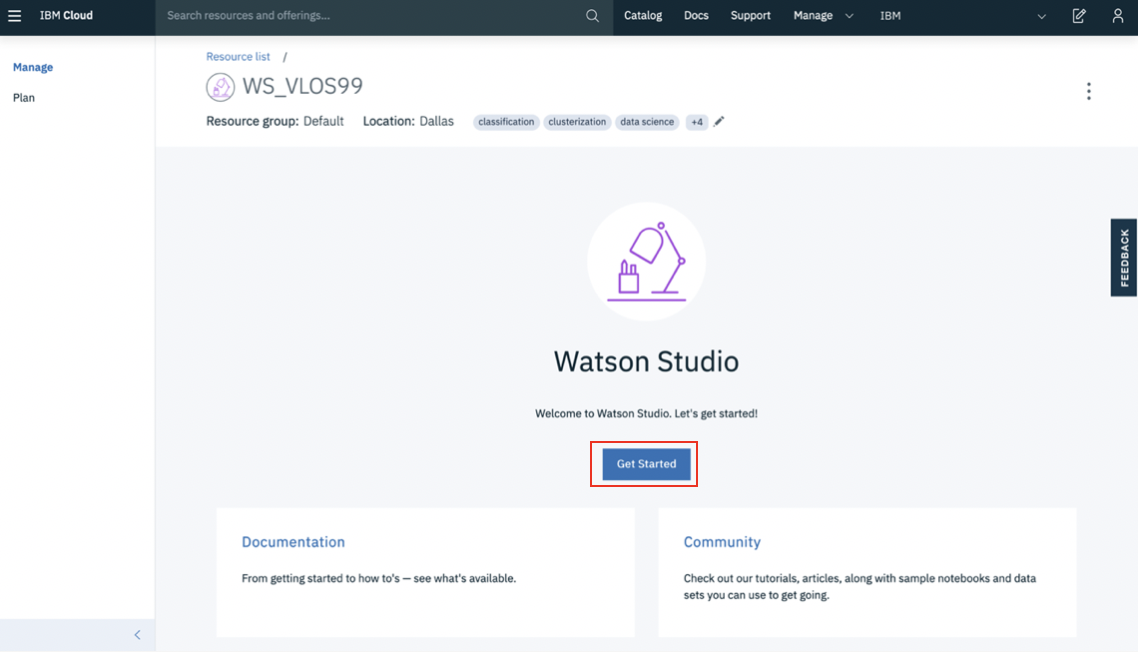 IBM Cloud
Search resources and offerings...
Catalog
Docs
Support
Manage
IBM
Manage
Plan
Resource list /
WS_VLOS99
Resource group: Default Location: Dallas classification clusterization data science +4
FEEDBACK
Watson Studio
Welcome to Watson Studio. Let's get started!
Get Started
Documentation
From getting started to how to's — see what's available.
Community
Check out our tutorials, articles, along with sample notebooks and data
sets you can use to get going.